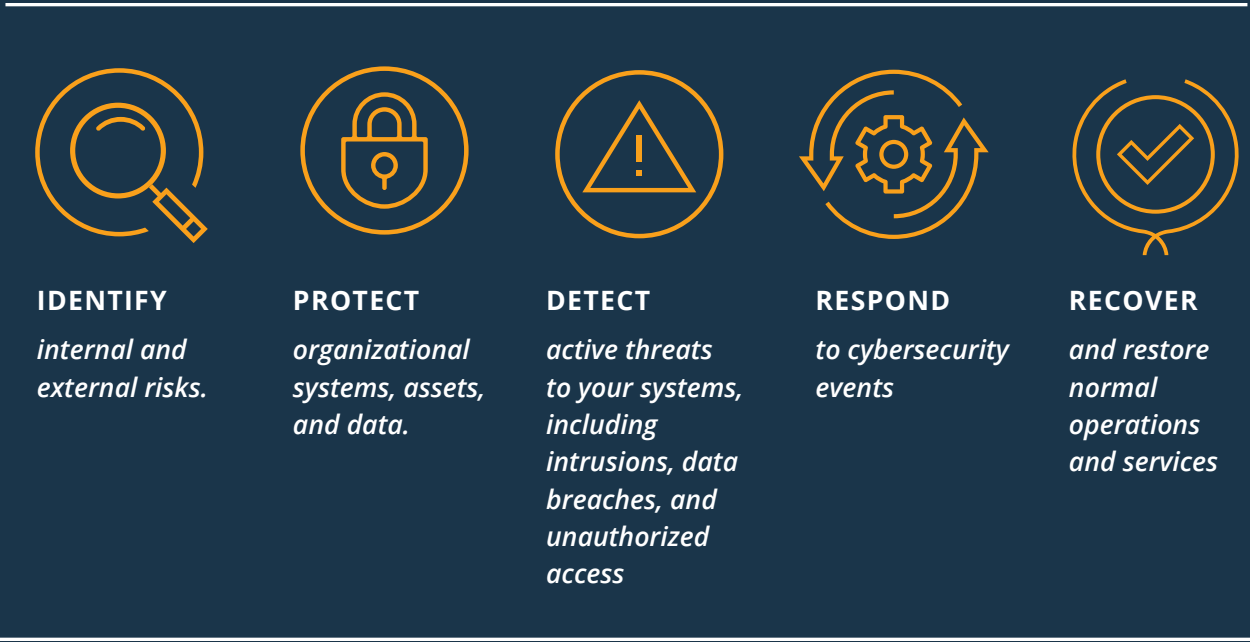 IDENTIFY
internal and
external risks.
PROTECT
organizational
systems, assets,
and data.
DETECT
active threats
to your systems,
including
intrusions, data
breaches, and
unauthorized
access
RESPOND
to cybersecurity
events
RECOVER
and restore
normal
operations
and services